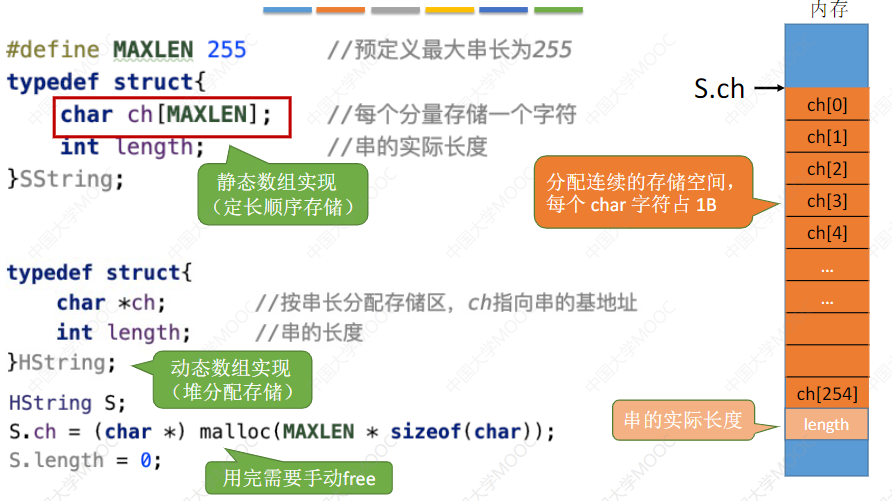 内存
#define MAXLEN 255 //预定义最大串长为255
typedef struct{
char ch[MAXLEN]; //每个分量存储一个字符
int length; //串的实际长度
}SString;
静态数组实现
（定长顺序存储）
S.ch
ch[0]
ch[1]
ch[2]
ch[3]
ch[4]
...
...
ch[254]
length
分配连续的存储空间，
每个 char 字符占 1B
串的实际长度
typedef struct{
char *ch; //按串长分配存储区，ch指向串的基地址
int length; //串的长度
}HString;
动态数组实现
（堆分配存储）
HString S;
S.ch = (char *) malloc(MAXLEN * sizeof(char));
S.length = 0;
用完需要手动free
中国大学MOOC